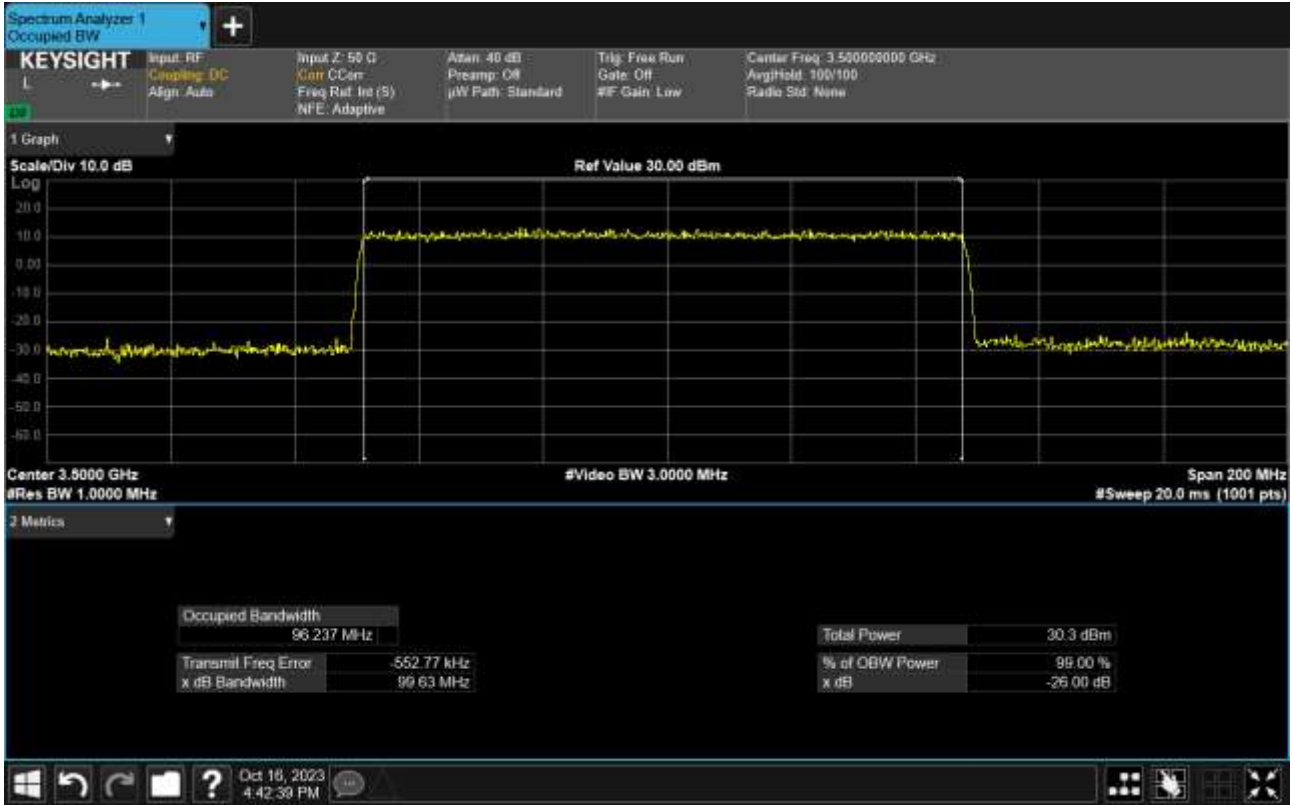 Spectrum Analyzer 1
Occupied BW
KEYSIGHT
L
Input: RF
Coupling: DC
Align: Auto
Input Z: 50 Ω
Corr CCorr
Freq Ref: Int (S)
NFE: Adaptive
Atten: 40 dB
Preamp: Off
µW Path: Standard
Trig: Free Run
Gate: Off
#IF Gain: Low
Center Freq: 3.500000000 GHz
Avg|Hold: 100/100
Radio Std: None
1 Graph
Scale/Div 10.0 dB
Ref Value 30.00 dBm
Log
20.0
10.0
0.00
-10.0
-20.0
-30.0
-40.0
-50.0
-60.0
Center 3.5000 GHz
#Video BW 3.0000 MHz
Span 200 MHz
#Res BW 1.0000 MHz
#Sweep 20.0 ms (1001 pts)
2 Metrics
Occupied Bandwidth
96.237 MHz
Total Power 30.3 dBm
Transmit Freq Error -552.77 kHz
% of OBW Power 99.00 %
x dB Bandwidth 99.63 MHz
x dB -26.00 dB
?
Oct 16, 2023
4:42:39 PM